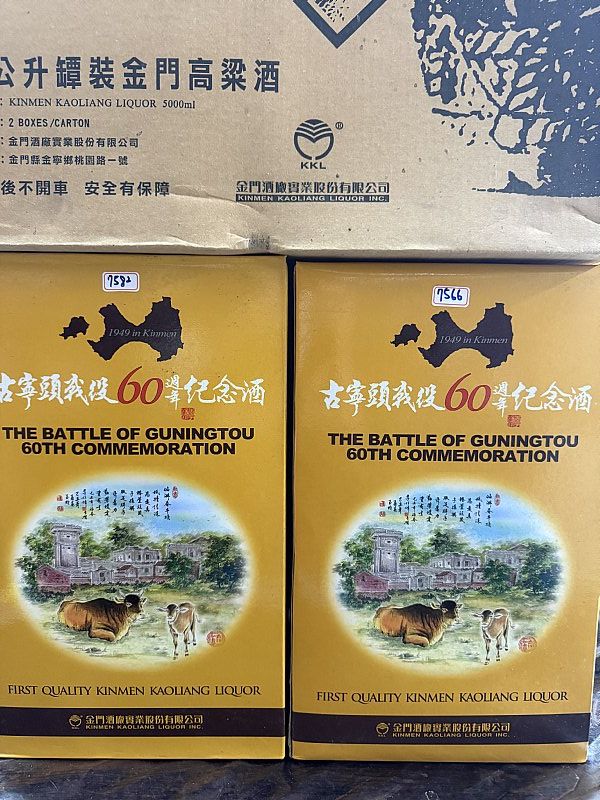 公升罈裝金門高粱酒
: KINMEN KAOLIANG LIQUOR 5000ml
: 2 BOXES/CARTON
: 金門酒廠實業股份有限公司
: 金門縣金寧鄉桃園路一號
後不開車 安全有保障
®
KKL
金門酒廠實業股份有限公司
KINMEN KAOLIANG LIQUOR INC.
7582
1949 in Kinmen
古寧頭戰役60週年紀念酒
THE BATTLE OF GUNINGTOU
60TH COMMEMORATION
FIRST QUALITY KINMEN KAOLIANG LIQUOR
KKL
金門酒廠實業股份有限公司
KINMEN KAOLIANG LIQUOR INC.
7566
1949 in Kinmen
古寧頭戰役60週年紀念酒
THE BATTLE OF GUNINGTOU
60TH COMMEMORATION
FIRST QUALITY KINMEN KAOLIANG LIQUOR
KKL
金門酒廠實業股份有限公司
KINMEN KAOLIANG LIQUOR INC.